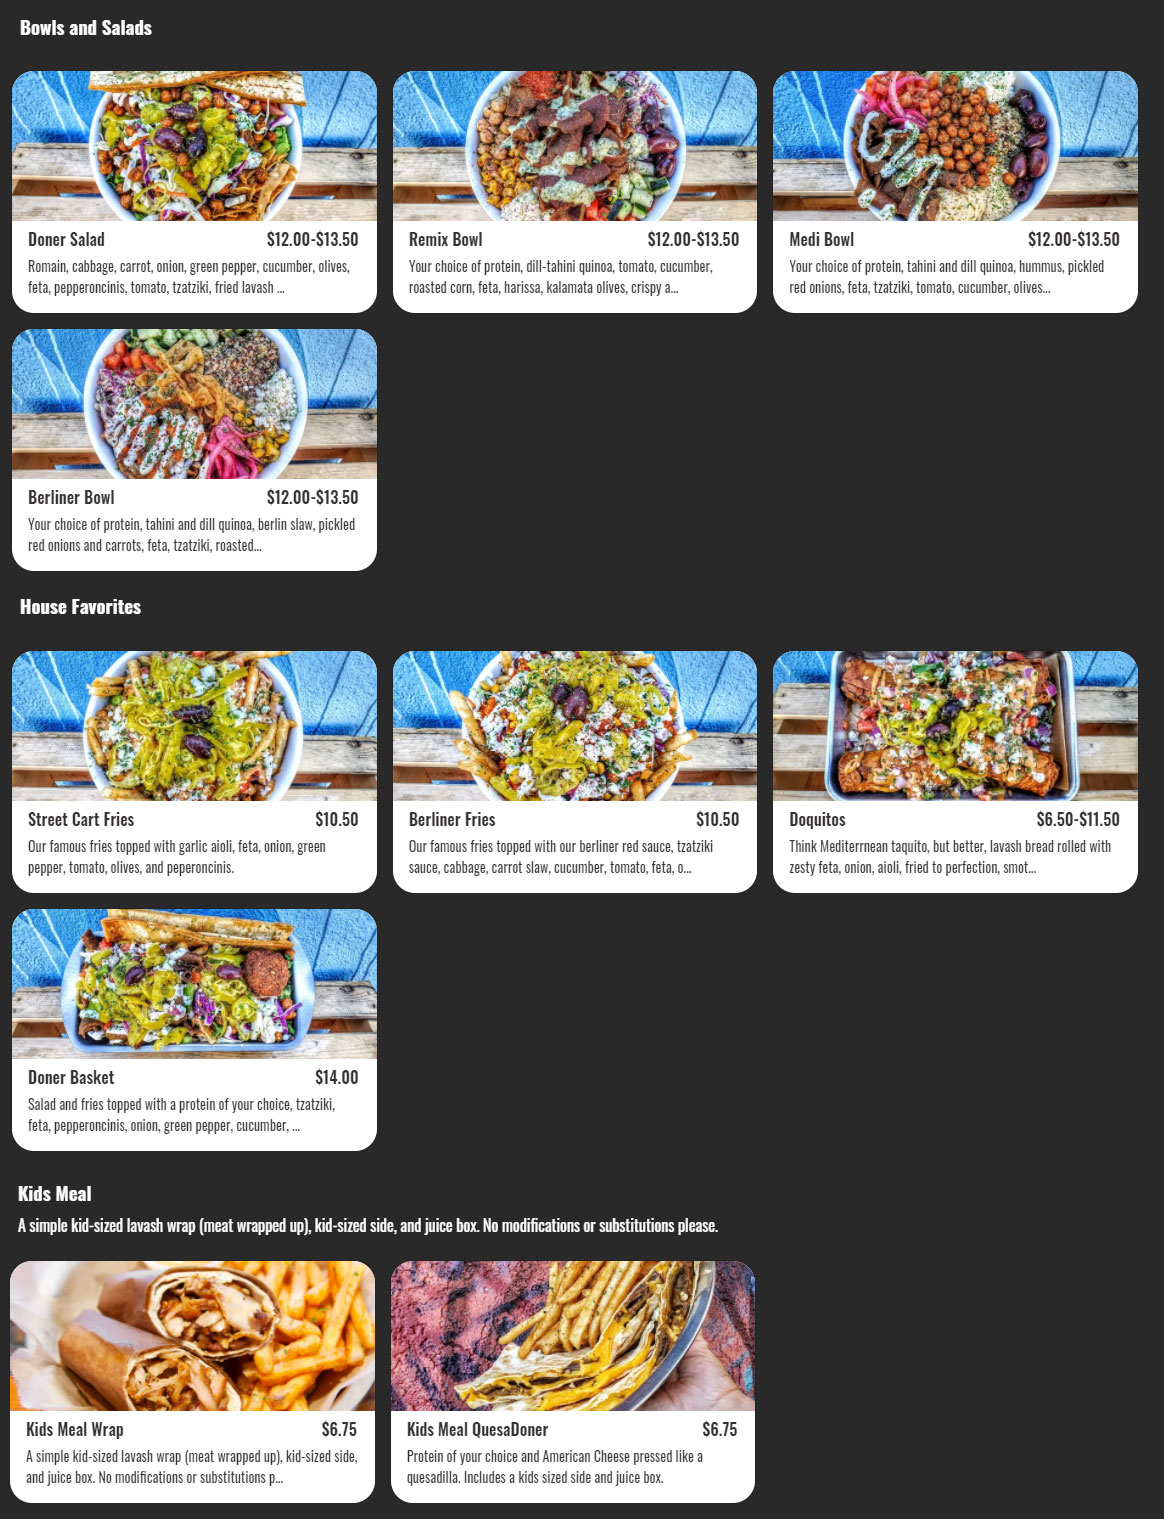 Bowls and Salads
Doner Salad $12.00-$13.50
Romain, cabbage, carrot, onion, green pepper, cucumber, olives,
feta, pepperoncinis, tomato, tzatziki, fried lavash ...
Remix Bowl $12.00-$13.50
Your choice of protein, dill-tahini quinoa, tomato, cucumber,
roasted corn, feta, harissa, kalamata olives, crispy a...
Medi Bowl $12.00-$13.50
Your choice of protein, tahini and dill quinoa, hummus, pickled
red onions, feta, tzatziki, tomato, cucumber, olives...
Berliner Bowl $12.00-$13.50
Your choice of protein, tahini and dill quinoa, berlin slaw, pickled
red onions and carrots, feta, tzatziki, roasted...
House Favorites
Street Cart Fries $10.50
Our famous fries topped with garlic aioli, feta, onion, green
pepper, tomato, olives, and peperoncinis.
Berliner Fries $10.50
Our famous fries topped with our berliner red sauce, tzatziki
sauce, cabbage, carrot slaw, cucumber, tomato, feta, o...
Doquitos $6.50-$11.50
Think Mediterrnean taquito, but better, lavash bread rolled with
zesty feta, onion, aioli, fried to perfection, smot...
Doner Basket $14.00
Salad and fries topped with a protein of your choice, tzatziki,
feta, pepperoncinis, onion, green pepper, cucumber, ...
Kids Meal
A simple kid-sized lavash wrap (meat wrapped up), kid-sized side, and juice box. No modifications or substitutions please.
Kids Meal Wrap $6.75
A simple kid-sized lavash wrap (meat wrapped up), kid-sized side,
and juice box. No modifications or substitutions p...
Kids Meal QuesaDoner $6.75
Protein of your choice and American Cheese pressed like a
quesadilla. Includes a kids sized side and juice box.